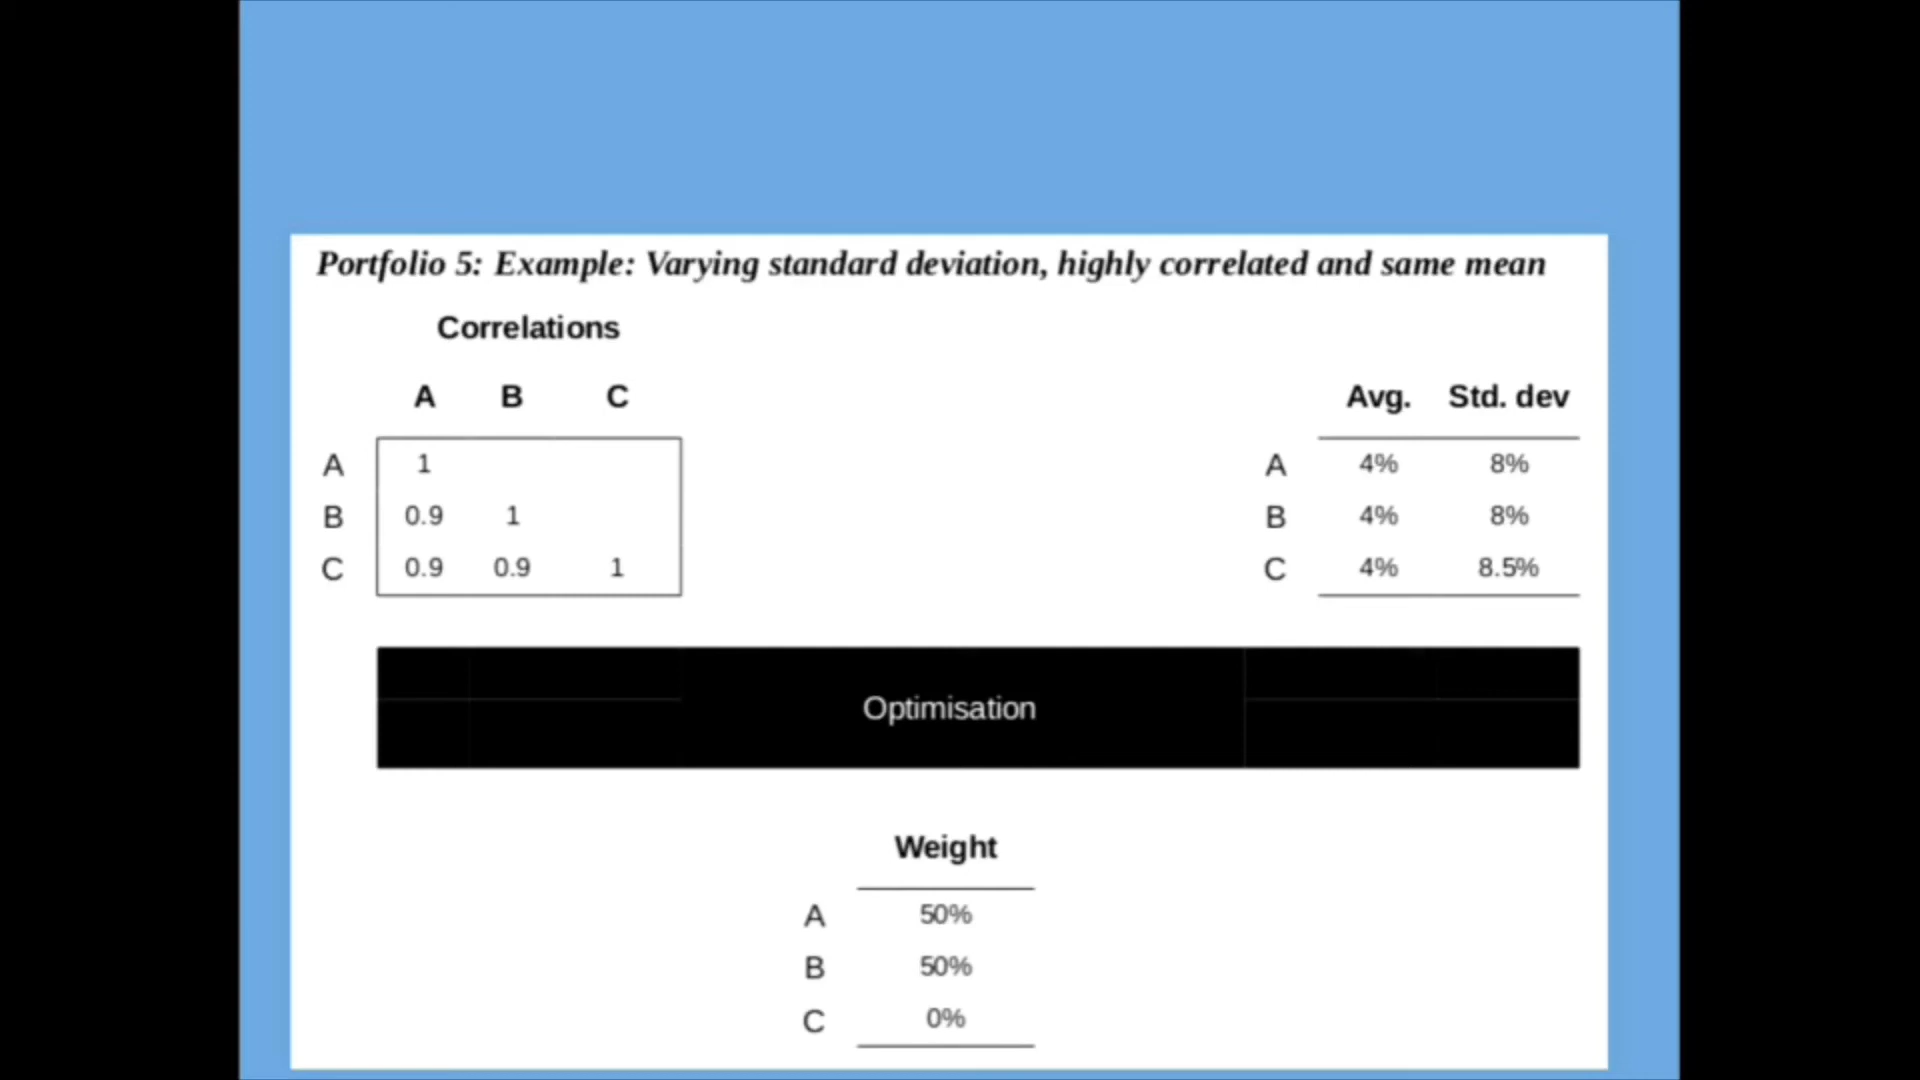 Portfolio 5: Example: Varying standard deviation, highly correlated and same mean
Correlations
A B C Avg. Std. dev
A 1 A 4% 8%
B 0.9 1 B 4% 8%
C 0.9 0.9 1 C 4% 8.5%
Optimisation
Weight
A 50%
B 50%
C 0%